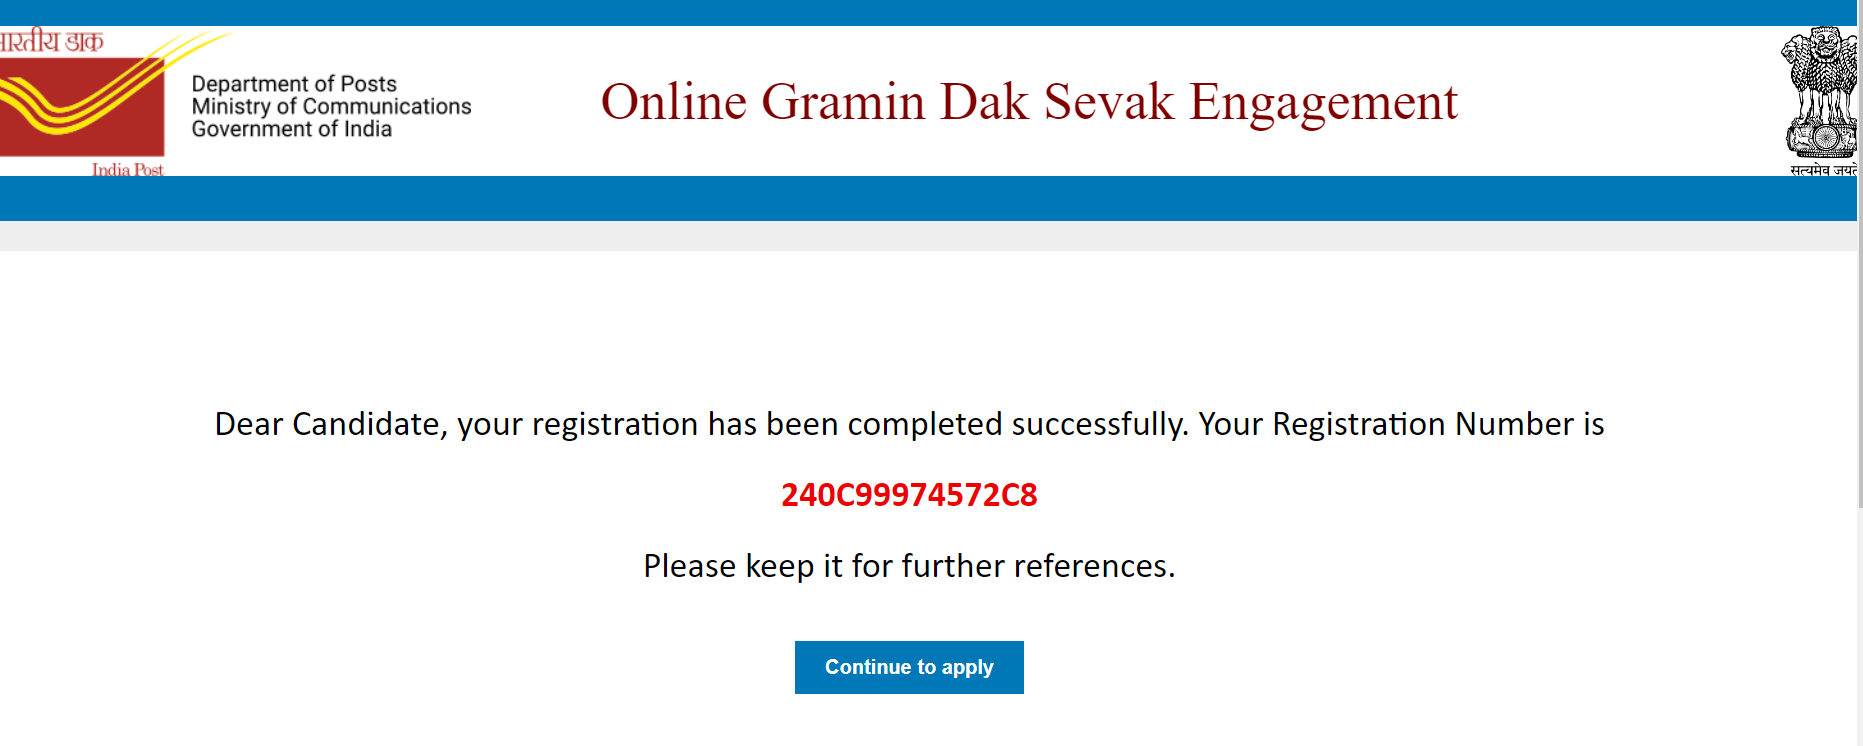 डाक
Department of Posts
Ministry of Communications
Government of India
India Post
Online Gramin Dak Sevak Engagement
सत्यमेव
Dear Candidate, your registration has been completed successfully. Your Registration Number is
240C99974572C8
Please keep it for further references.
Continue to apply